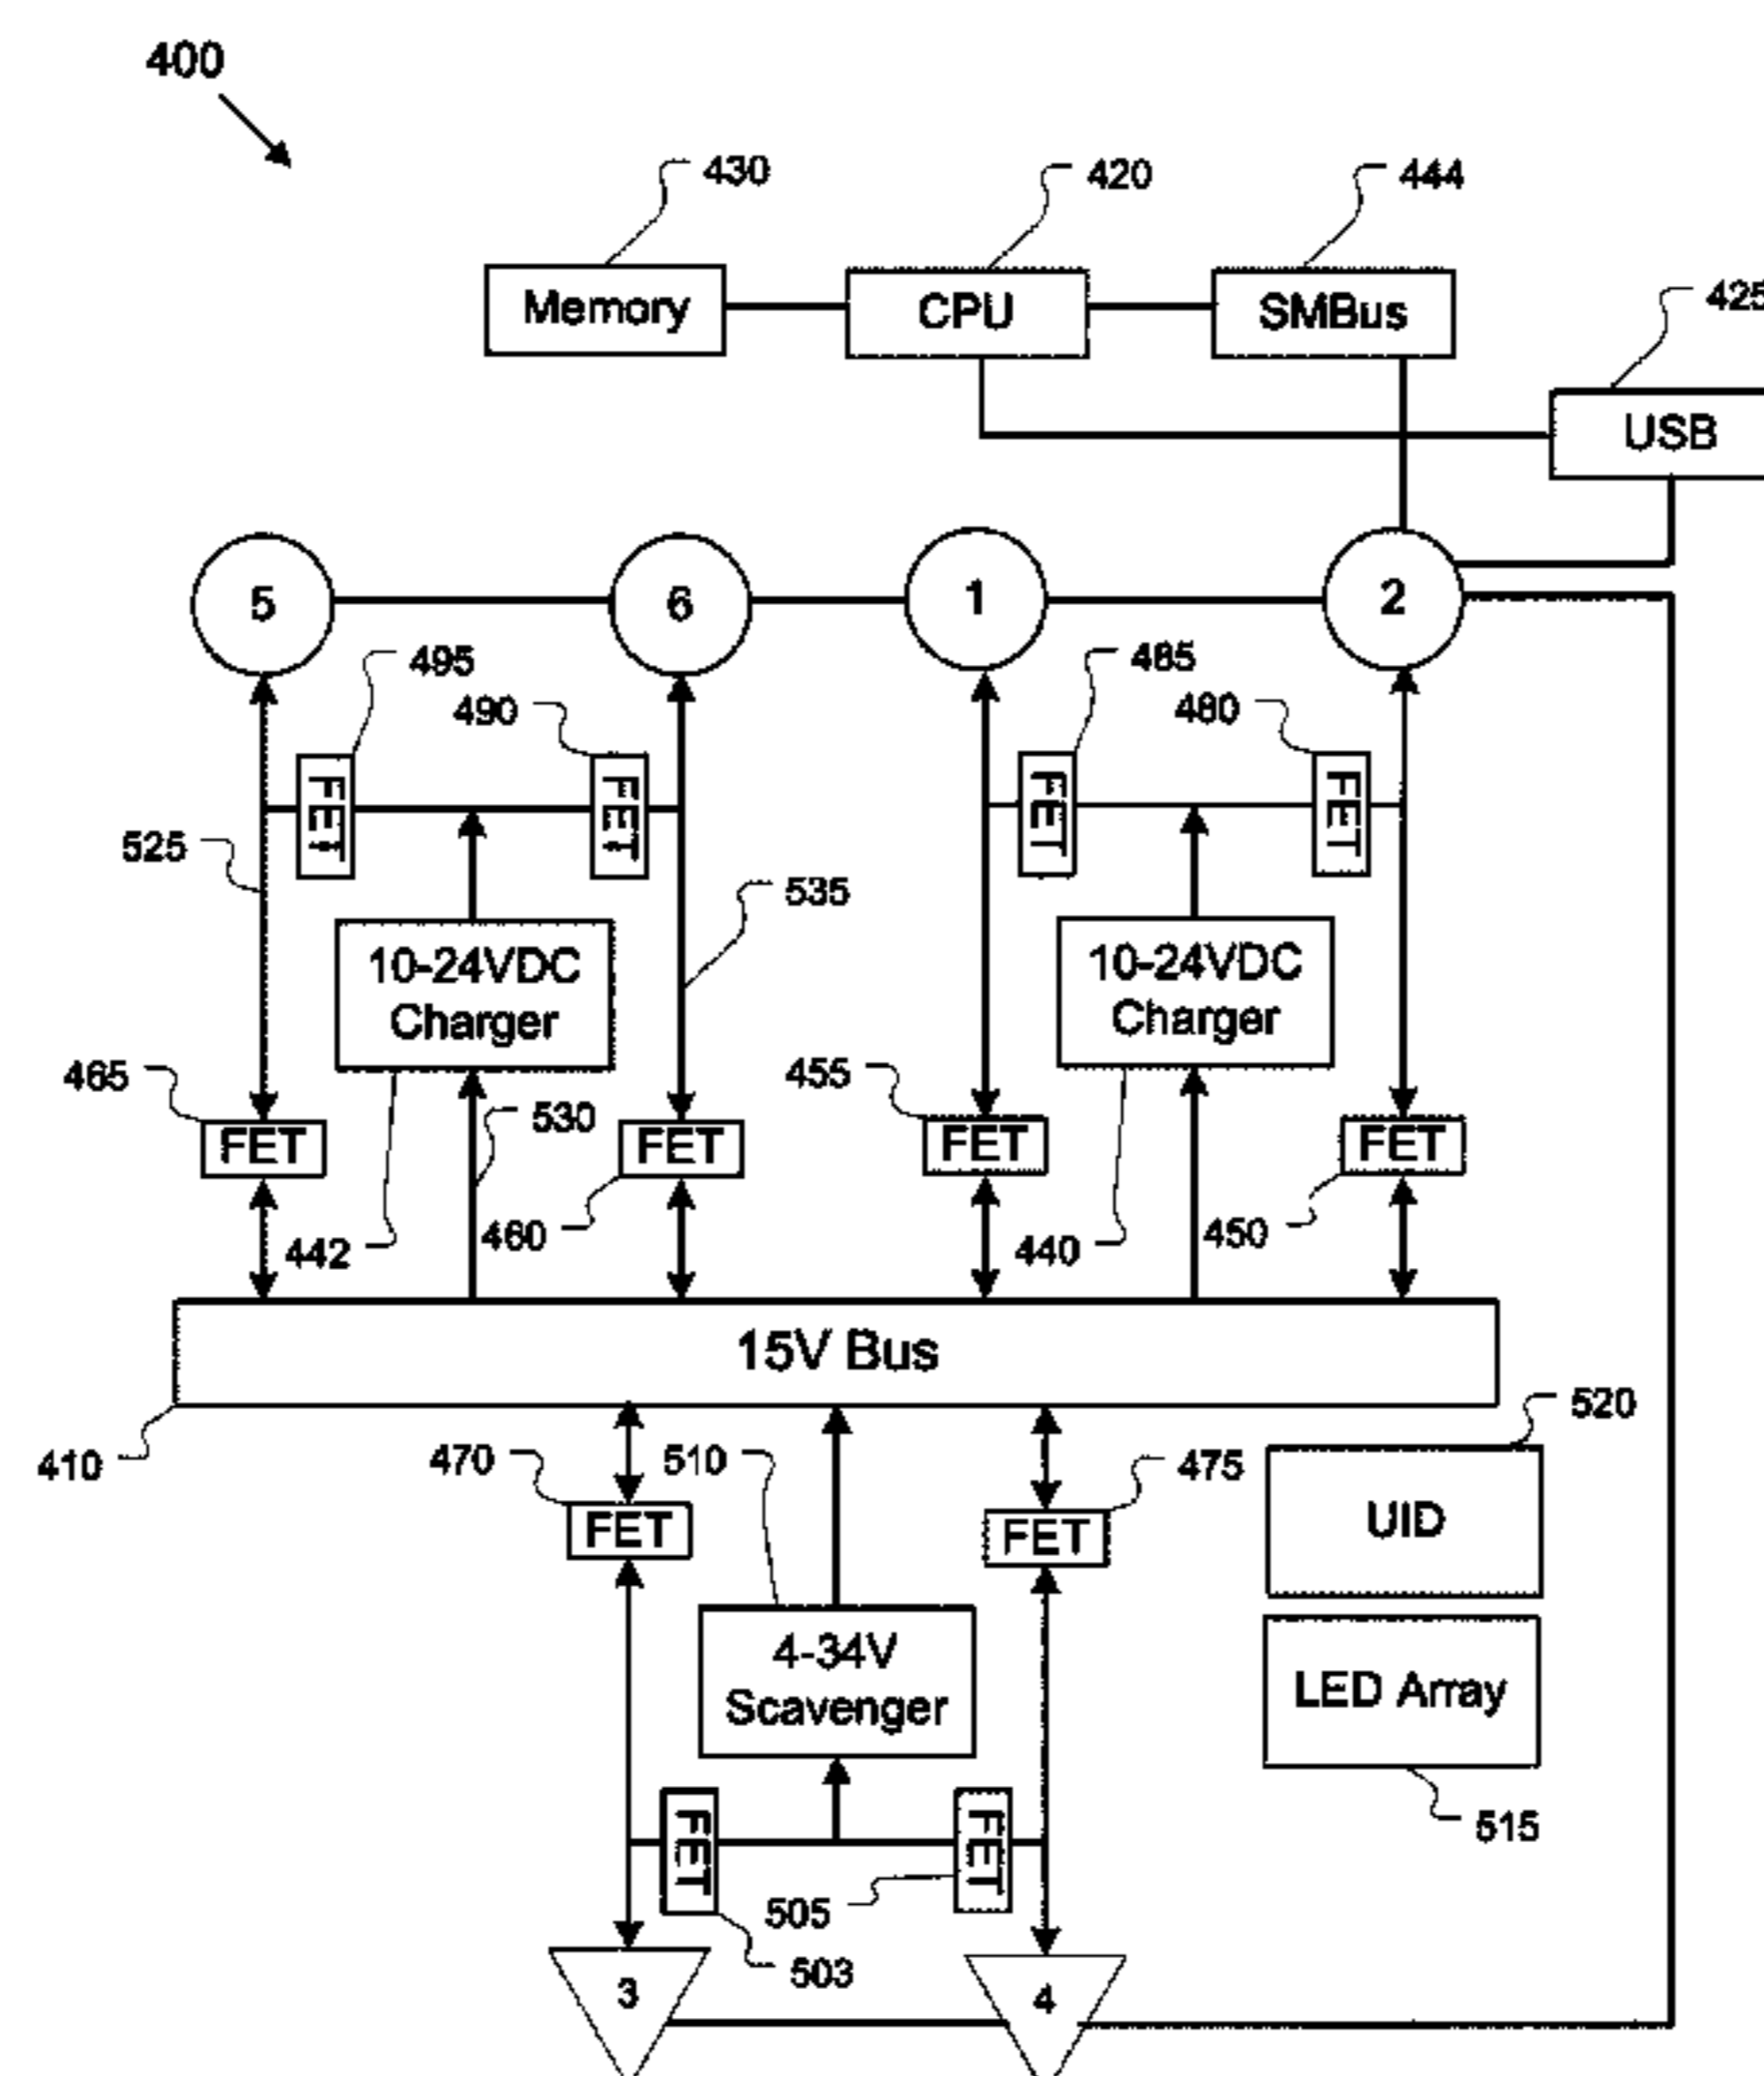 400
430
420
444
425
Memory
CPU
SMBus
USB
5
6
1
2
495
490
485
480
FET
FET
FET
FET
525
535
10-24VDC
Charger
10-24VDC
Charger
465
530
455
FET
FET
FET
FET
442
460
440
450
15V Bus
520
410
470
510
475
FET
FET
UID
4-34V
Scavenger
LED Array
FET
FET
515
505
503
3
4